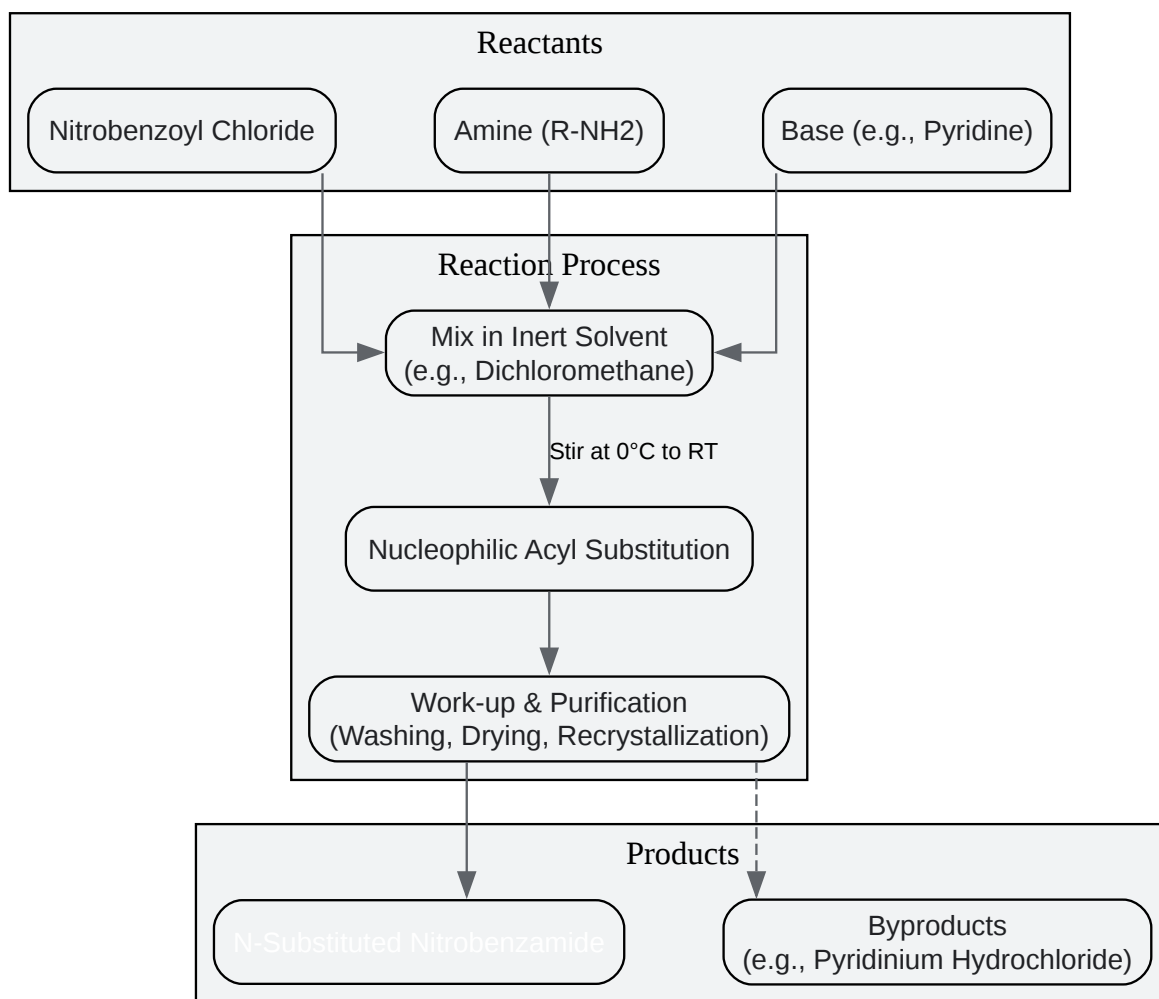 Reactants
Nitrobenzoyl Chloride
Amine (R-NH2)
Base (e.g., Pyridine)
Reaction Process
Mix in Inert Solvent
(e.g., Dichloromethane)
Stir at 0°C to RT
Nucleophilic Acyl Substitution
Work-up & Purification
(Washing, Drying, Recrystallization)
Products
N-Substituted Nitrobenzamide
Byproducts
(e.g., Pyridinium Hydrochloride)